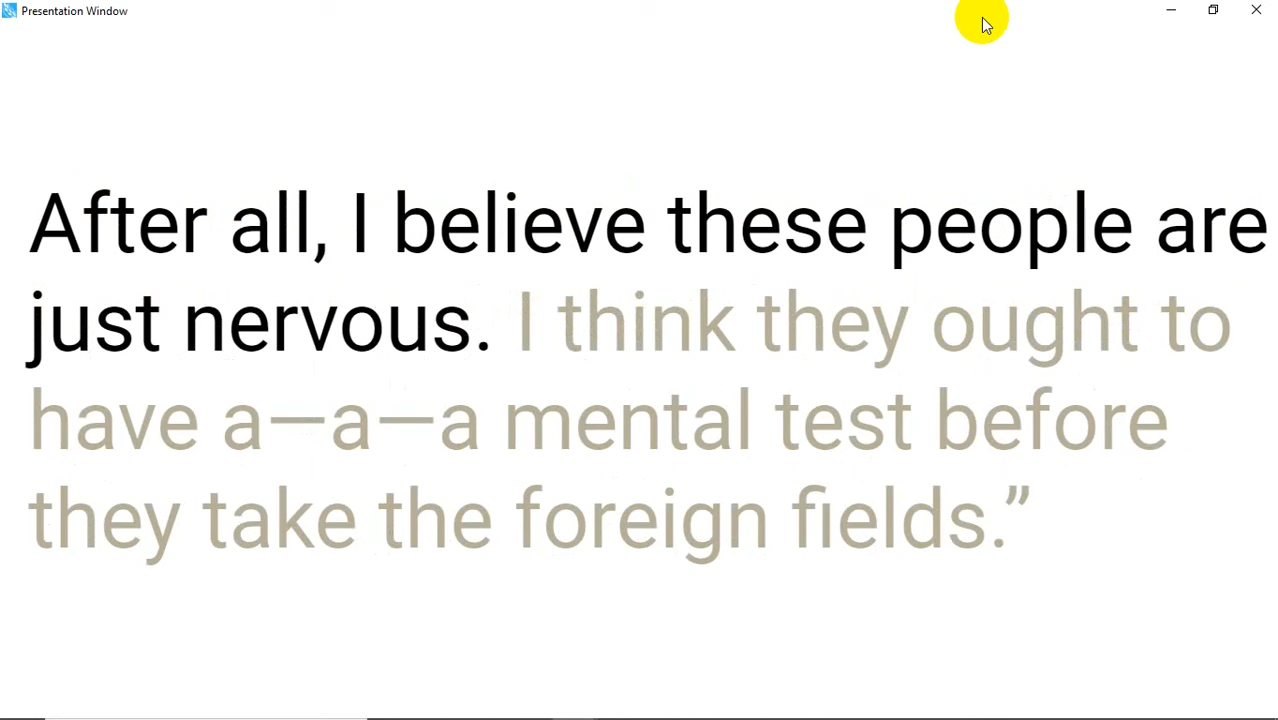 Presentation Window
After all, I believe these people are
just nervous. I think they ought to
have a—a—a mental test before
they take the foreign fields.”